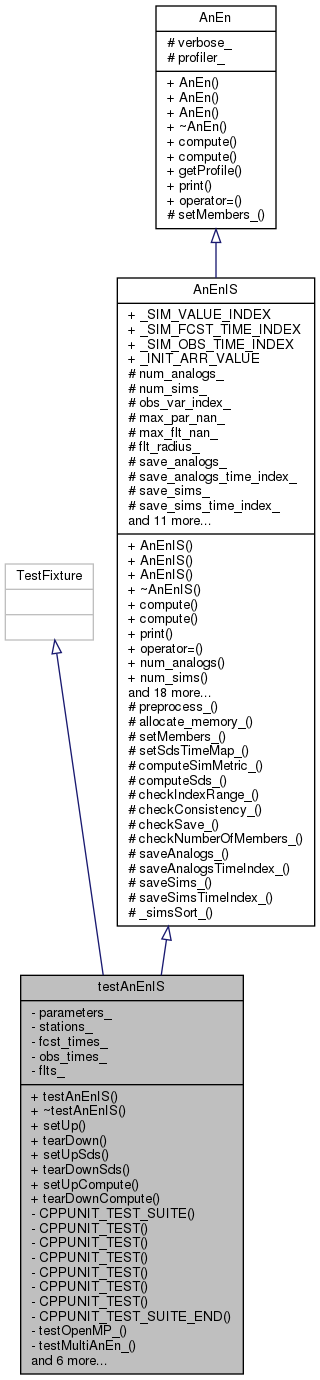 AnEn
# verbose_
# profiler_
+ AnEn()
+ AnEn()
+ AnEn()
+ ~AnEn()
+ compute()
+ compute()
+ getProfile()
+ print()
+ operator=()
# setMembers_()
AnEnIS
+ _SIM_VALUE_INDEX
+ _SIM_FCST_TIME_INDEX
+ _SIM_OBS_TIME_INDEX
+ _INIT_ARR_VALUE
# num_analogs_
# num_sims_
# obs_var_index_
# max_par_nan_
# max_flt_nan_
# flt_radius_
# save_analogs_
# save_analogs_time_index_
# save_sims_
# save_sims_time_index_
and 11 more...
+ AnEnIS()
+ AnEnIS()
+ AnEnIS()
+ ~AnEnIS()
+ compute()
+ compute()
+ print()
+ operator=()
+ num_analogs()
+ num_sims()
and 18 more...
# preprocess_()
# allocate_memory_()
# setMembers_()
# setSdsTimeMap_()
# computeSimMetric_()
# computeSds_()
# checkIndexRange_()
# checkConsistency_()
# checkSave_()
# checkNumberOfMembers_()
# saveAnalogs_()
# saveAnalogsTimeIndex_()
# saveSims_()
# saveSimsTimeIndex_()
# _simsSort_()
TestFixture
testAnEnIS
- parameters_
- stations_
- fcst_times_
- obs_times_
- flts_
+ testAnEnIS()
+ ~testAnEnIS()
+ setUp()
+ tearDown()
+ setUpSds()
+ tearDownSds()
+ setUpCompute()
+ tearDownCompute()
- CPPUNIT_TEST_SUITE()
- CPPUNIT_TEST()
- CPPUNIT_TEST()
- CPPUNIT_TEST()
- CPPUNIT_TEST()
- CPPUNIT_TEST()
- CPPUNIT_TEST()
- CPPUNIT_TEST_SUITE_END()
- testOpenMP_()
- testMultiAnEn_()
and 6 more...